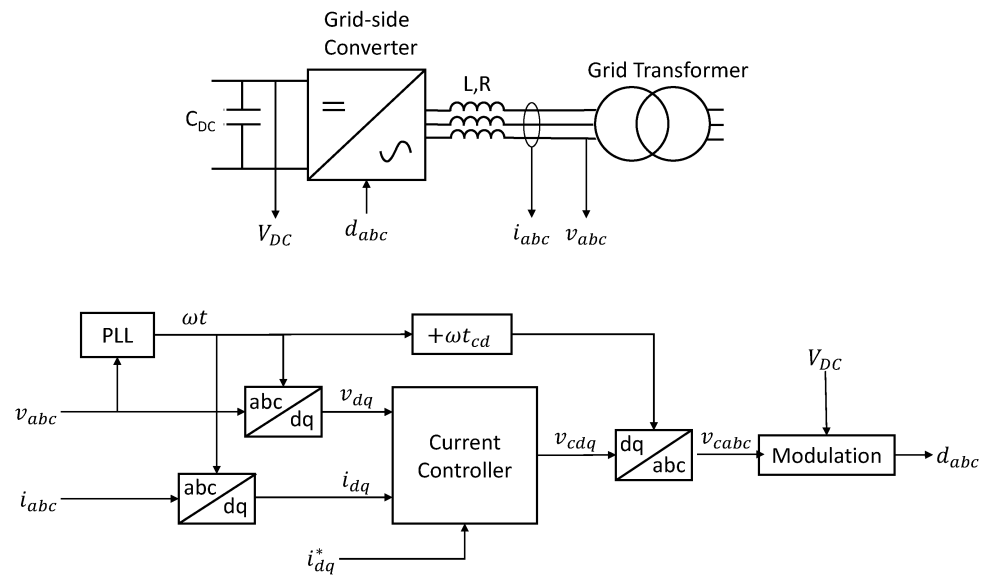 Grid-side
Converter
L,R
Grid Transformer
C_DC
=
V_DC
d_abc
i_abc
v_abc
ωt
PLL
+ωt_cd
V_DC
abc
dq
v_dq
v_abc
Current
Controller
v_cdq
dq
abc
v_cabc
Modulation
d_abc
abc
dq
i_dq
i_abc
i*_dq